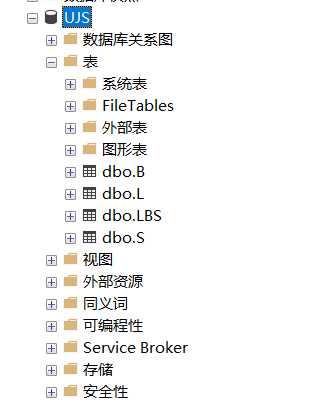 UJS
数据库关系图
表
系统表
FileTables
外部表
图形表
dbo.B
dbo.L
dbo.LBS
dbo.S
视图
外部资源
同义词
可编程性
Service Broker
存储
安全性